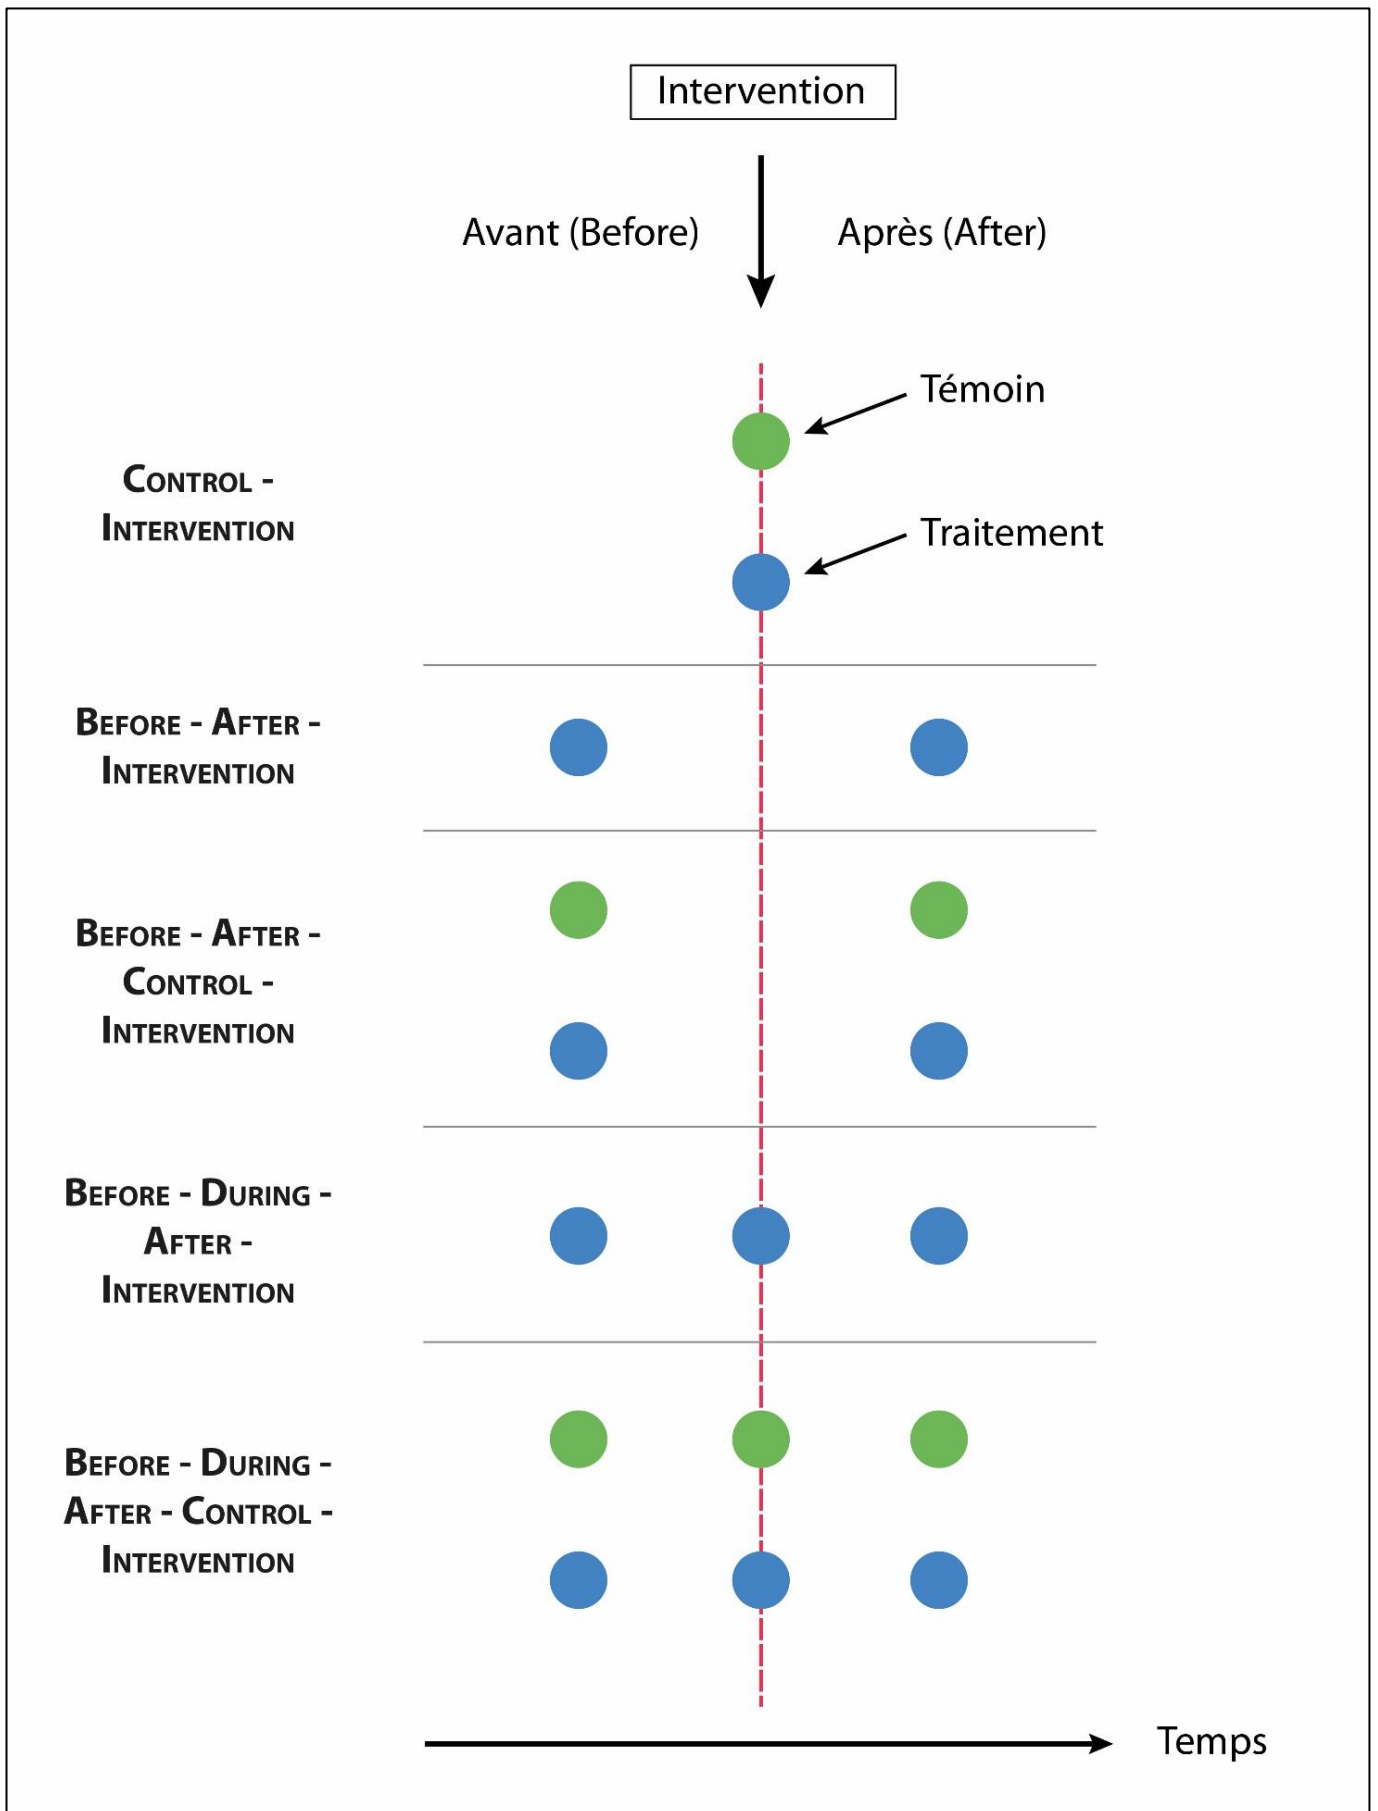 Intervention
Avant (Before)
Après (After)
Témoin
Control -
Intervention
Traitement
Before - After -
Intervention
Before - After -
Control -
Intervention
Before - During -
After -
Intervention
Before - During -
After - Control -
Intervention
Temps